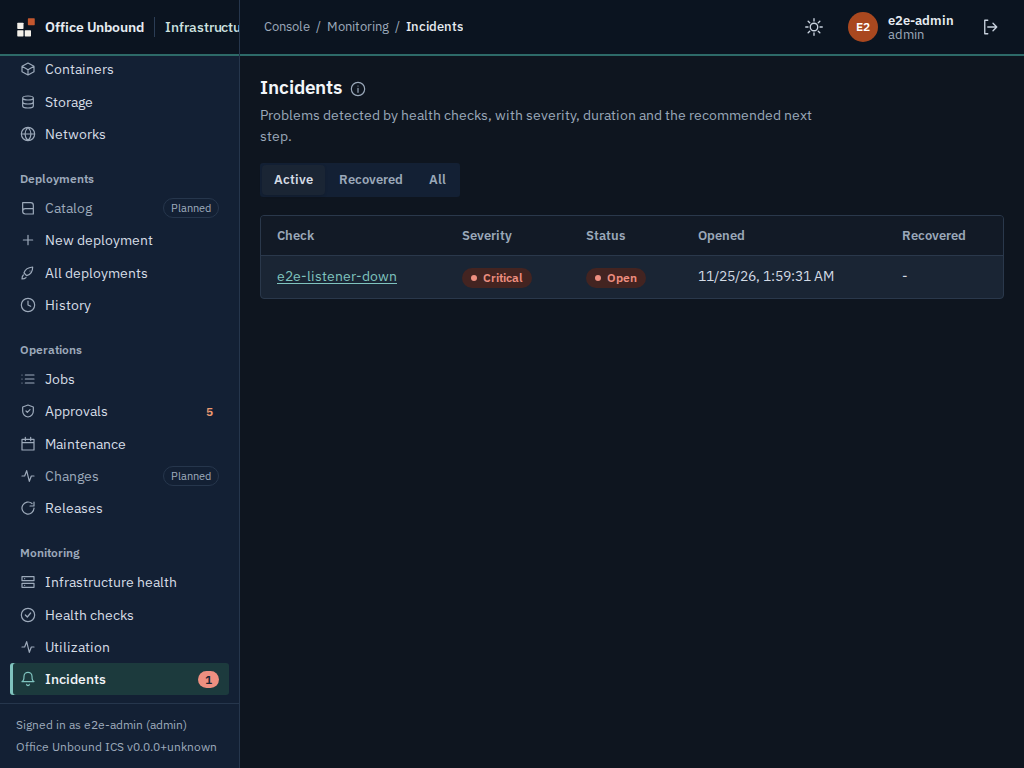 Office Unbound
Infrastructu
Console / Monitoring / Incidents
E2
e2e-admin
admin
Containers
Storage
Networks
Deployments
Catalog Planned
New deployment
All deployments
History
Operations
Jobs
Approvals 5
Maintenance
Changes Planned
Releases
Monitoring
Infrastructure health
Health checks
Utilization
Incidents 1
Signed in as e2e-admin (admin)
Office Unbound ICS v0.0.0+unknown
Incidents
Problems detected by health checks, with severity, duration and the recommended next
step.
Active Recovered All
Check Severity Status Opened Recovered
e2e-listener-down Critical Open 11/25/26, 1:59:31 AM -